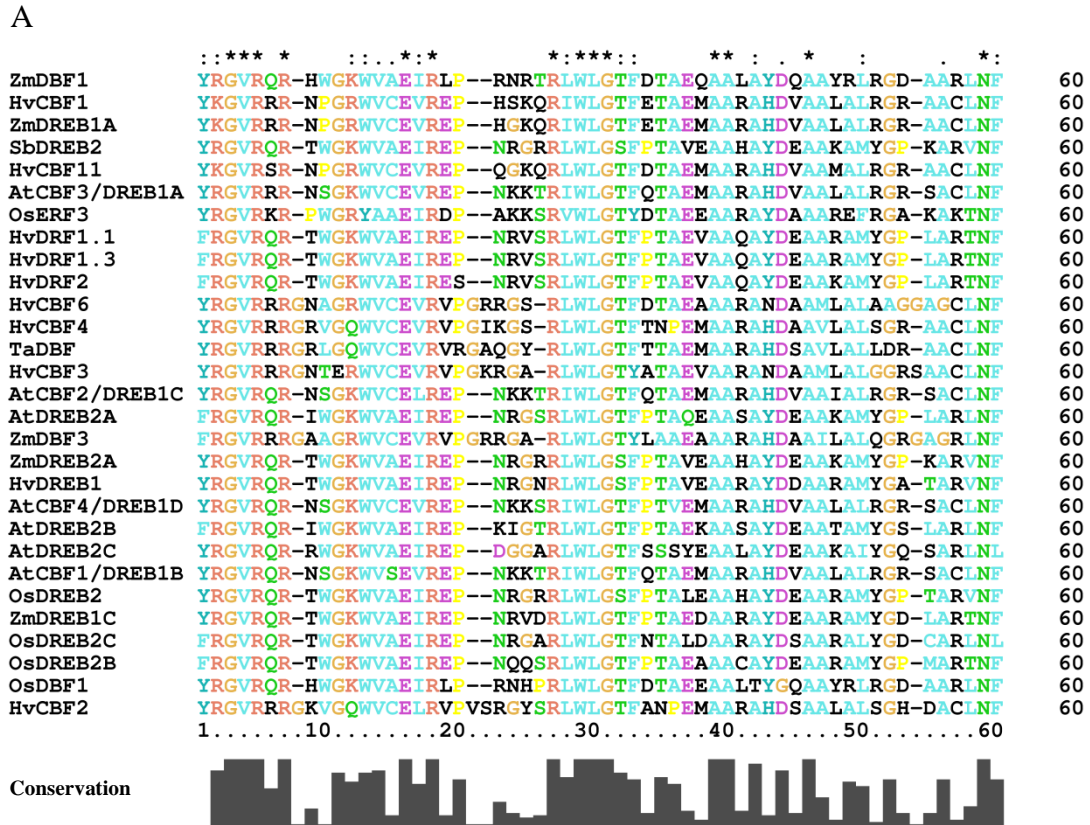 A
::*** *    ::..*:*        *:***::     ** : . *   :     . *:
ZmDBF1 YRGVRQR-HWGKWVAEIRLP--RNRTRLWLGTFDTAEQAALAYDQAAYRLRGD-AARLNF 60
HvCBF1 YKGVRRR-NPGRWVCEVREP--HSKQRIWLGTFETAEMAARAHDVAALALRGR-AACLNF 60
ZmDREB1A YKGVRRR-NPGRWVCEVREP--HGKQRIWLGTFETAEMAARAHDVAALALRGR-AACLNF 60
SbDREB2 YRGVRQR-TWGKWVAEIREP--NRGRRLWLGSFPTAVEAAHAYDEAAKAMYGP-KARVNF 60
HvCBF11 YKGVRSR-NPGRWVCEVREP--QGKQRIWLGTFETAEMAARAHDVAAMALRGR-AACLNF 60
AtCBF3/DREB1A YRGVRRR-NSGKWVCEVREP--NKKTRIWLGTFQTAEMAARAHDVAALALRGR-SACLNF 60
OsERF3 YRGVRKR-PWGRYAAEIRDP--AKKSRVWLGTYDTAEEAARAYDAAAREFRGA-KAKTNF 60
HvDRF1.1 FRGVRQR-TWGKWVAEIREP--NRVSRLWLGTFPTAEVAAQAYDEAARAMYGP-LARTNF 60
HvDRF1.3 FRGVRQR-TWGKWVAEIREP--NRVSRLWLGTFPTAEVAAQAYDEAARAMYGP-LARTNF 60
HvDRF2 FRGVRQR-TWGKWVAEIRES--NRVSRLWLGTFPTAEVAAQAYDEAARAMYGP-LARTNF 60
HvCBF6 YRGVRRRGNAGRWVCEVRVPGRRGS-RLWLGTFDTAEAAARANDAAMLALAAGGAGCLNF 60
HvCBF4 YRGVRRRGRVGQWVCEVRVPGIKGS-RLWLGTFTNPEMAARAHDAAVLALSGR-AACLNF 60
TaDBF YRGVRRRGRLGQWVCEVRVRGAQGY-RLWLGTFTTAEMAARAHDSAVLALLDR-AACLNF 60
HvCBF3 YRGVRRRGNTERWVCEVRVPGKRGA-RLWLGTYATAEVAARANDAAMLALGGRSAACLNF 60
AtCBF2/DREB1C YRGVRQR-NSGKWVCELREP--NKKTRIWLGTFQTAEMAARAHDVAAIALRGR-SACLNF 60
AtDREB2A FRGVRQR-IWGKWVAEIREP--NRGSRLWLGTFPTAQEAASAYDEAAKAMYGP-LARLNF 60
ZmDBF3 FRGVRRRGAAGRWVCEVRVPGRRGA-RLWLGTYLAAEAAARAHDAAILALQGRGAGRLNF 60
ZmDREB2A YRGVRQR-TWGKWVAEIREP--NRGRRLWLGSFPTAVEAAHAYDEAAKAMYGP-KARVNF 60
HvDREB1 YRGVRQR-TWGKWVAEIREP--NRGNRLWLGSFPTAVEAARAYDDAARAMYGA-TARVNF 60
AtCBF4/DREB1D YRGVRQR-NSGKWVCEVREP--NKKSRIWLGTFPTAEMAARAHDVAALALRGR-SACLNF 60
AtDREB2B FRGVRQR-IWGKWVAEIREP--KIGTRLWLGTFPTAEKAASAYDEAATAMYGS-LARLNF 60
AtDREB2C YRGVRQR-RWGKWVAEIREP--DGGARLWLGTFSSSYEAALAYDEAAKAIYGQ-SARLNL 60
AtCBF1/DREB1B YRGVRQR-NSGKWVSEVREP--NKKTRIWLGTFQTAEMAARAHDVAALALRGR-SACLNF 60
OsDREB2 YRGVRQR-TWGKWVAEIREP--NRGRRLWLGSFPTALEAAHAYDEAARAMYGP-TARVNF 60
ZmDREB1C YRGVRQR-TWGKWVAEIREP--NRVDRLWLGTFPTAEDAARAYDEAARAMYGD-LARTNF 60
OsDREB2C FRGVRQR-TWGKWVAEIREP--NRGARLWLGTFNTALDAARAYDSAARALYGD-CARLNL 60
OsDREB2B FRGVRQR-TWGKWVAEIREP--NQQSRLWLGTFPTAEAAACAYDEAARAMYGP-MARTNF 60
OsDBF1 YRGVRQR-HWGKWVAEIRLP--RNHPRLWLGTFDTAEEAALTYGQAAYRLRGD-AARLNF 60
HvCBF2 YRGVRRRGKVGQWVCELRVPVSRGYSRLWLGTFANPEMAARAHDSAALALSGH-DACLNF 60
1.......10........20........30........40........50........60
Conservation